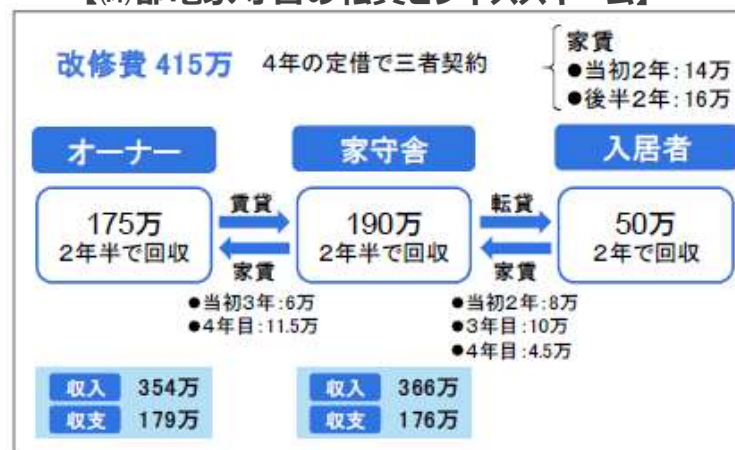 改修費 415万
4年の定借で三者契約
家賃
●当初2年:14万
●後半2年:16万
オーナー
家守舎
入居者
175万
2年半で回収
賃貸
家賃
190万
2年半で回収
転貸
家賃
50万
2年で回収
●当初3年:6万
●4年目:11.5万
●当初2年:8万
●3年目:10万
●4年目:4.5万
収入 354万
収支 179万
収入 366万
収支 176万